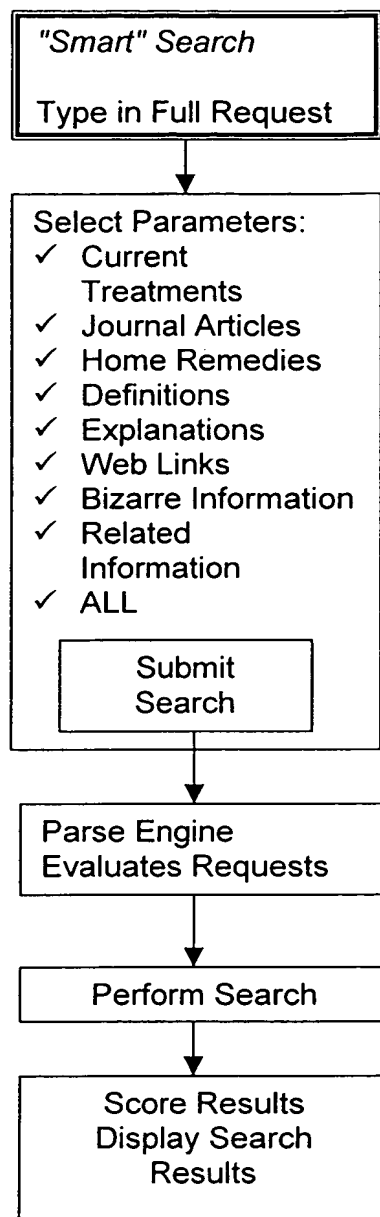 "Smart" Search
Type in Full Request
Select Parameters:
✓ Current
Treatments
✓ Journal Articles
✓ Home Remedies
✓ Definitions
✓ Explanations
✓ Web Links
✓ Bizarre Information
✓ Related
Information
✓ ALL
Submit
Search
Parse Engine
Evaluates Requests
Perform Search
Score Results
Display Search
Results